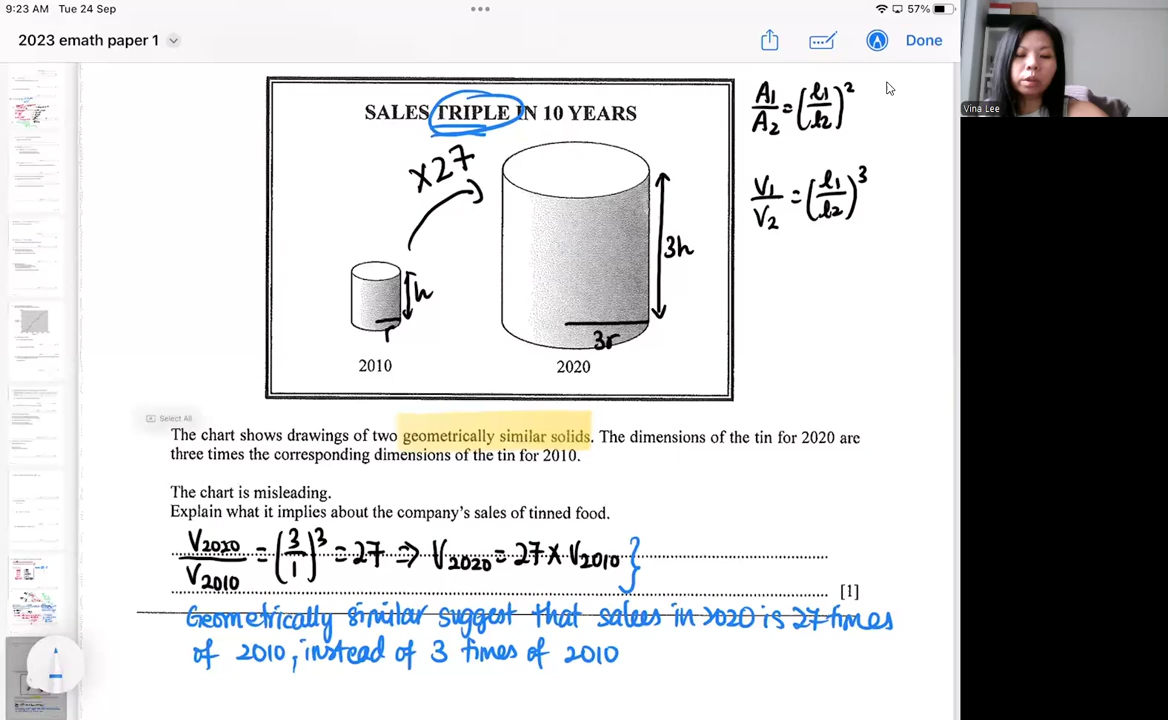 9:23 AM Tue 24 Sep
57%
2023 emath paper 1
Done
Vina Lee
SALES TRIPLE IN 10 YEARS
×27
h
r
3h
3r
2010
2020
A1/A2 = (l1/l2)²
V1/V2 = (l1/l2)³
Select All
The chart shows drawings of two geometrically similar solids. The dimensions of the tin for 2020 are
three times the corresponding dimensions of the tin for 2010.
The chart is misleading.
Explain what it implies about the company's sales of tinned food.
V2020/V2010 = (3/1)³ = 27 ⇒ V2020 = 27 × V2010 }
[1]
Geometrically similar suggest that sales in 2020 is 27 times
of 2010, instead of 3 times of 2010